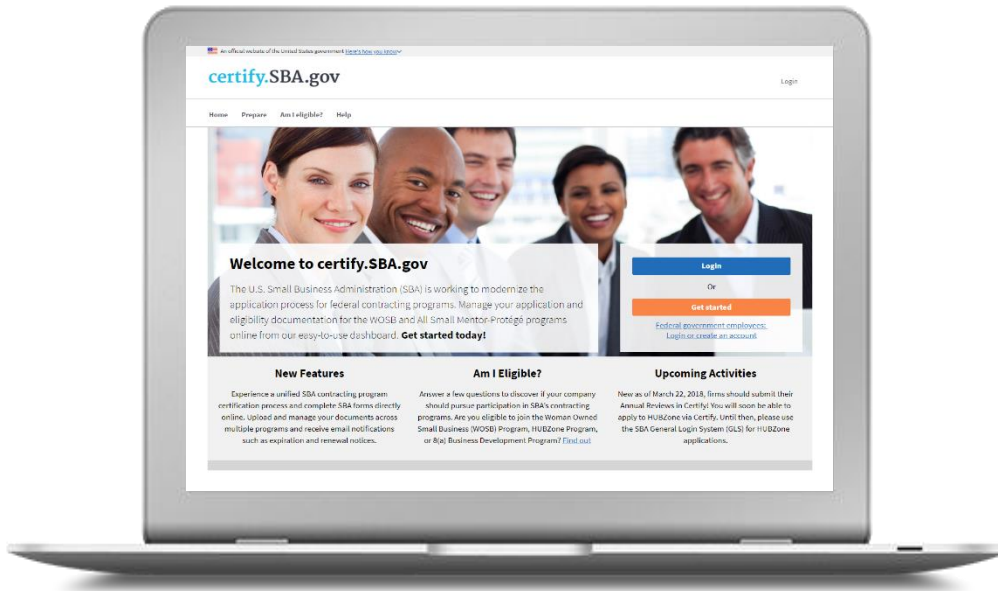 An official website of the United States government Here's how you know
certify.SBA.gov
Login
Home Prepare Am I eligible? Help
Welcome to certify.SBA.gov
The U.S. Small Business Administration (SBA) is working to modernize the
application process for federal contracting programs. Manage your application and
eligibility documentation for the WOSB and All Small Mentor-Protégé programs
online from our easy-to-use dashboard. Get started today!
Login
Or
Get started
Federal government employees:
Login or create an account
New Features
Experience a unified SBA contracting program
certification process and complete SBA forms directly
online. Upload and manage your documents across
multiple programs and receive email notifications
such as expiration and renewal notices.
Am I Eligible?
Answer a few questions to discover if your company
should pursue participation in SBA's contracting
programs. Are you eligible to join the Woman Owned
Small Business (WOSB) Program, HUBZone Program,
or 8(a) Business Development Program? Find out
Upcoming Activities
New as of March 22, 2018, firms should submit their
Annual Reviews in Certify! You will soon be able to
apply to HUBZone via Certify. Until then, please use
the SBA General Login System (GLS) for HUBZone
applications.